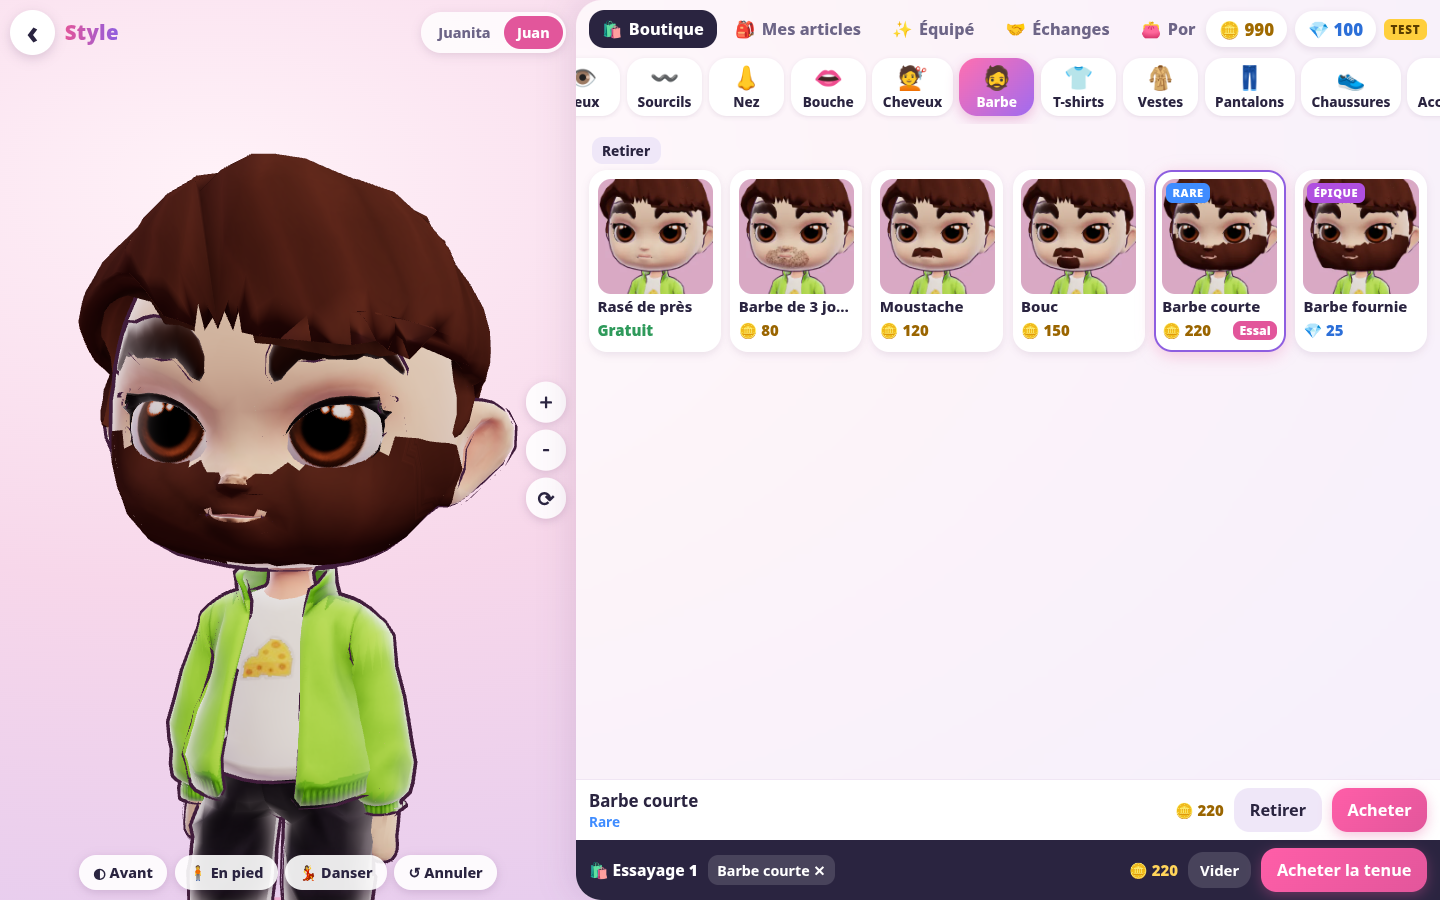 Style
Juanita
Juan
Boutique
Mes articles
Équipé
Échanges
Por
990
100
TEST
eux
Sourcils
Nez
Bouche
Cheveux
Barbe
T-shirts
Vestes
Pantalons
Chaussures
Acc
Retirer
Rasé de près
Gratuit
Barbe de 3 jo...
80
Moustache
120
Bouc
150
RARE
Barbe courte
220
Essai
ÉPIQUE
Barbe fournie
25
+
-
Avant
En pied
Danser
Annuler
Barbe courte
Rare
220
Retirer
Acheter
Essayage 1
Barbe courte ✕
220
Vider
Acheter la tenue